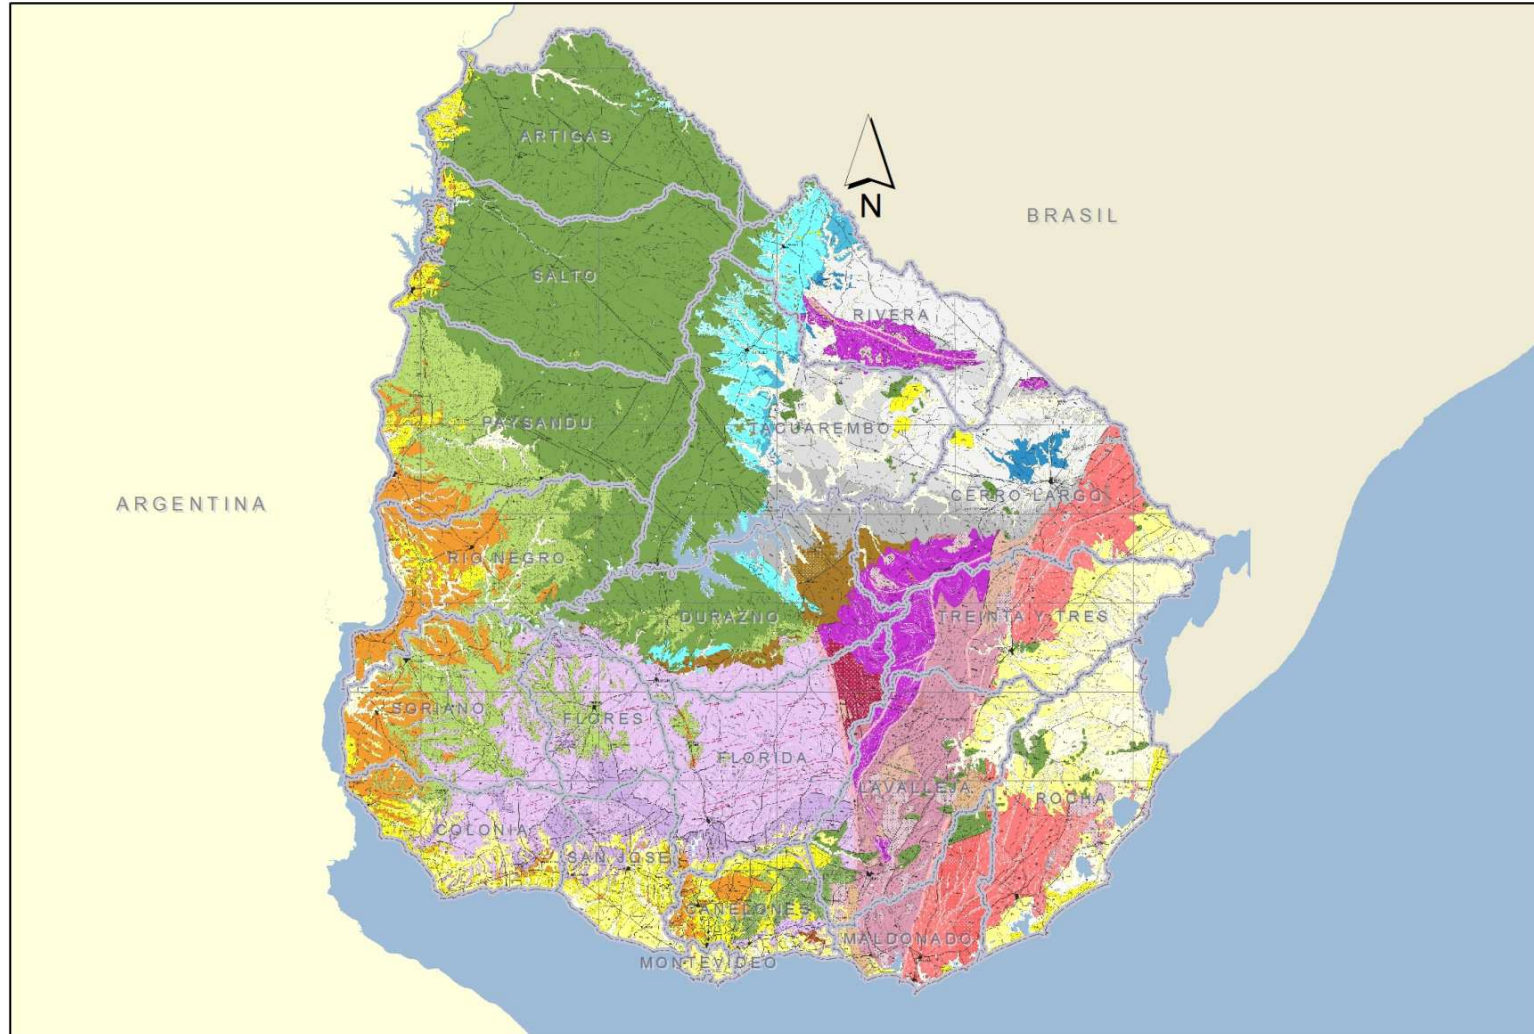 ARTIGAS
N
BRASIL
SALTO
RIVERA
PAYSANDU
TACUAREMBO
ARGENTINA
CERRO LARGO
RIO NEGRO
DURAZNO
TREINTA Y TRES
SORIANO
FLORES
FLORIDA
LAVALLEJA
ROCHA
COLONIA
SAN JOSE
CANELONES
MALDONADO
MONTEVIDEO